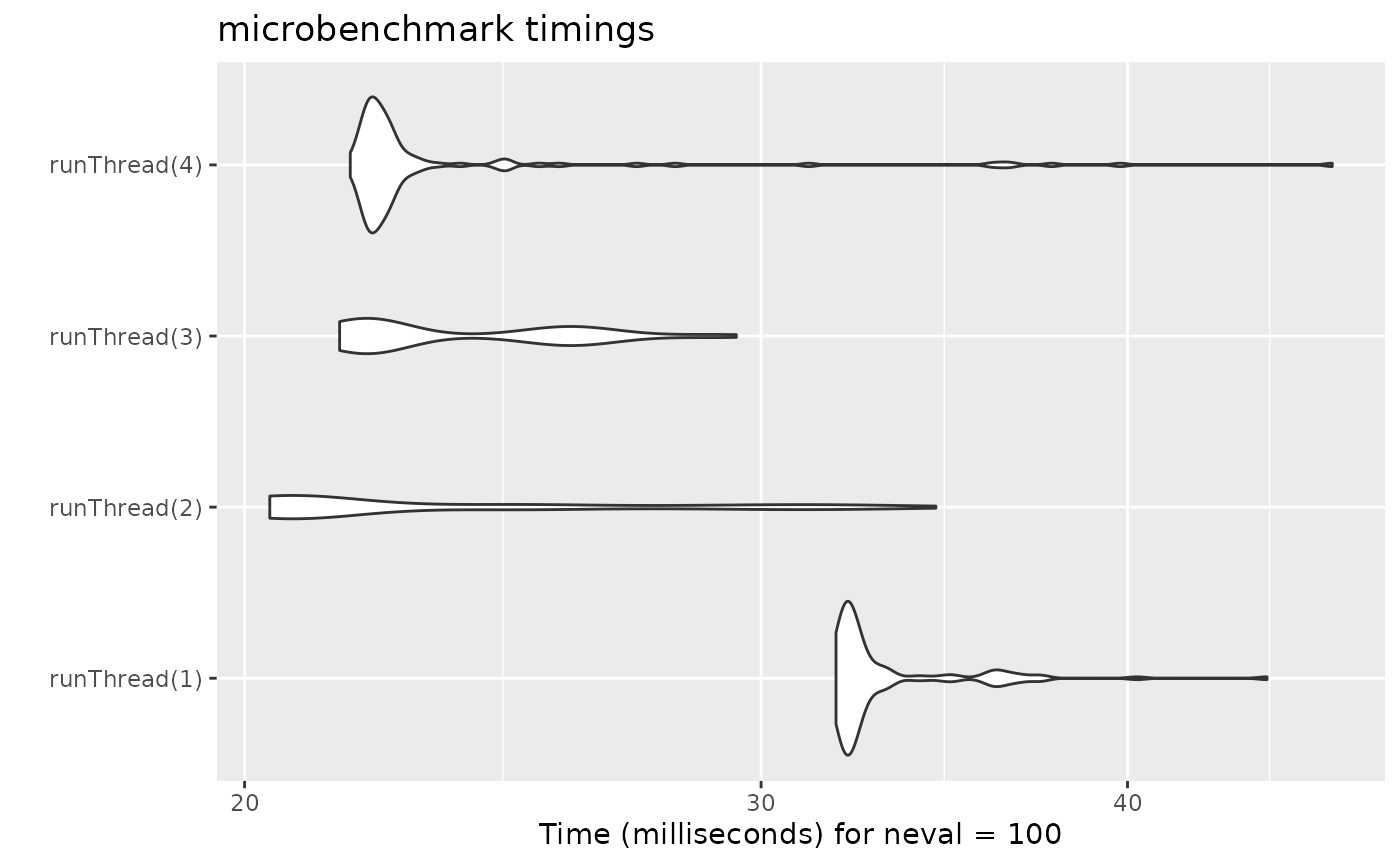 microbenchmark timings
runThread(4)
runThread(3)
runThread(2)
runThread(1)
20 30 40
Time (milliseconds) for neval = 100